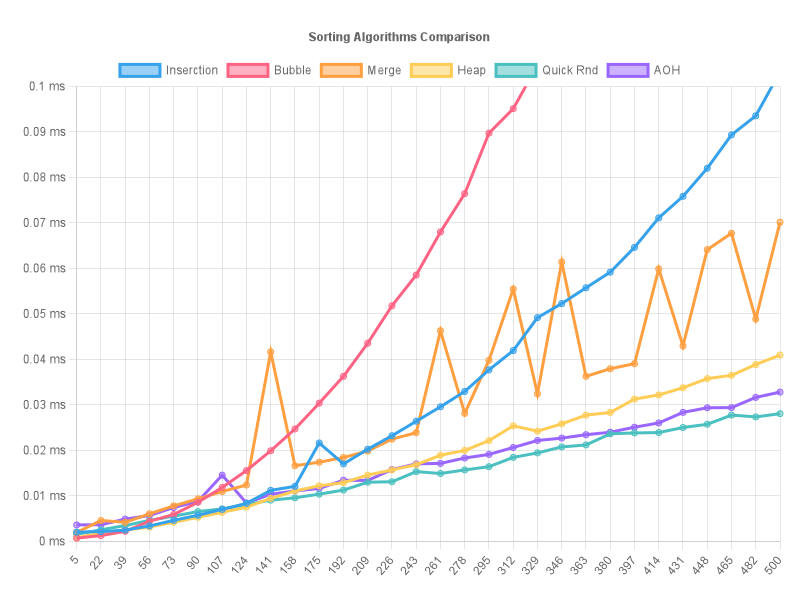 Sorting Algorithms Comparison
Inserction Bubble Merge Heap Quick Rnd AOH
0.1 ms
0.09 ms
0.08 ms
0.07 ms
0.06 ms
0.05 ms
0.04 ms
0.03 ms
0.02 ms
0.01 ms
0 ms
5 22 39 56 73 90 107 124 141 158 175 192 209 226 243 261 278 295 312 329 346 363 380 397 414 431 448 465 482 500